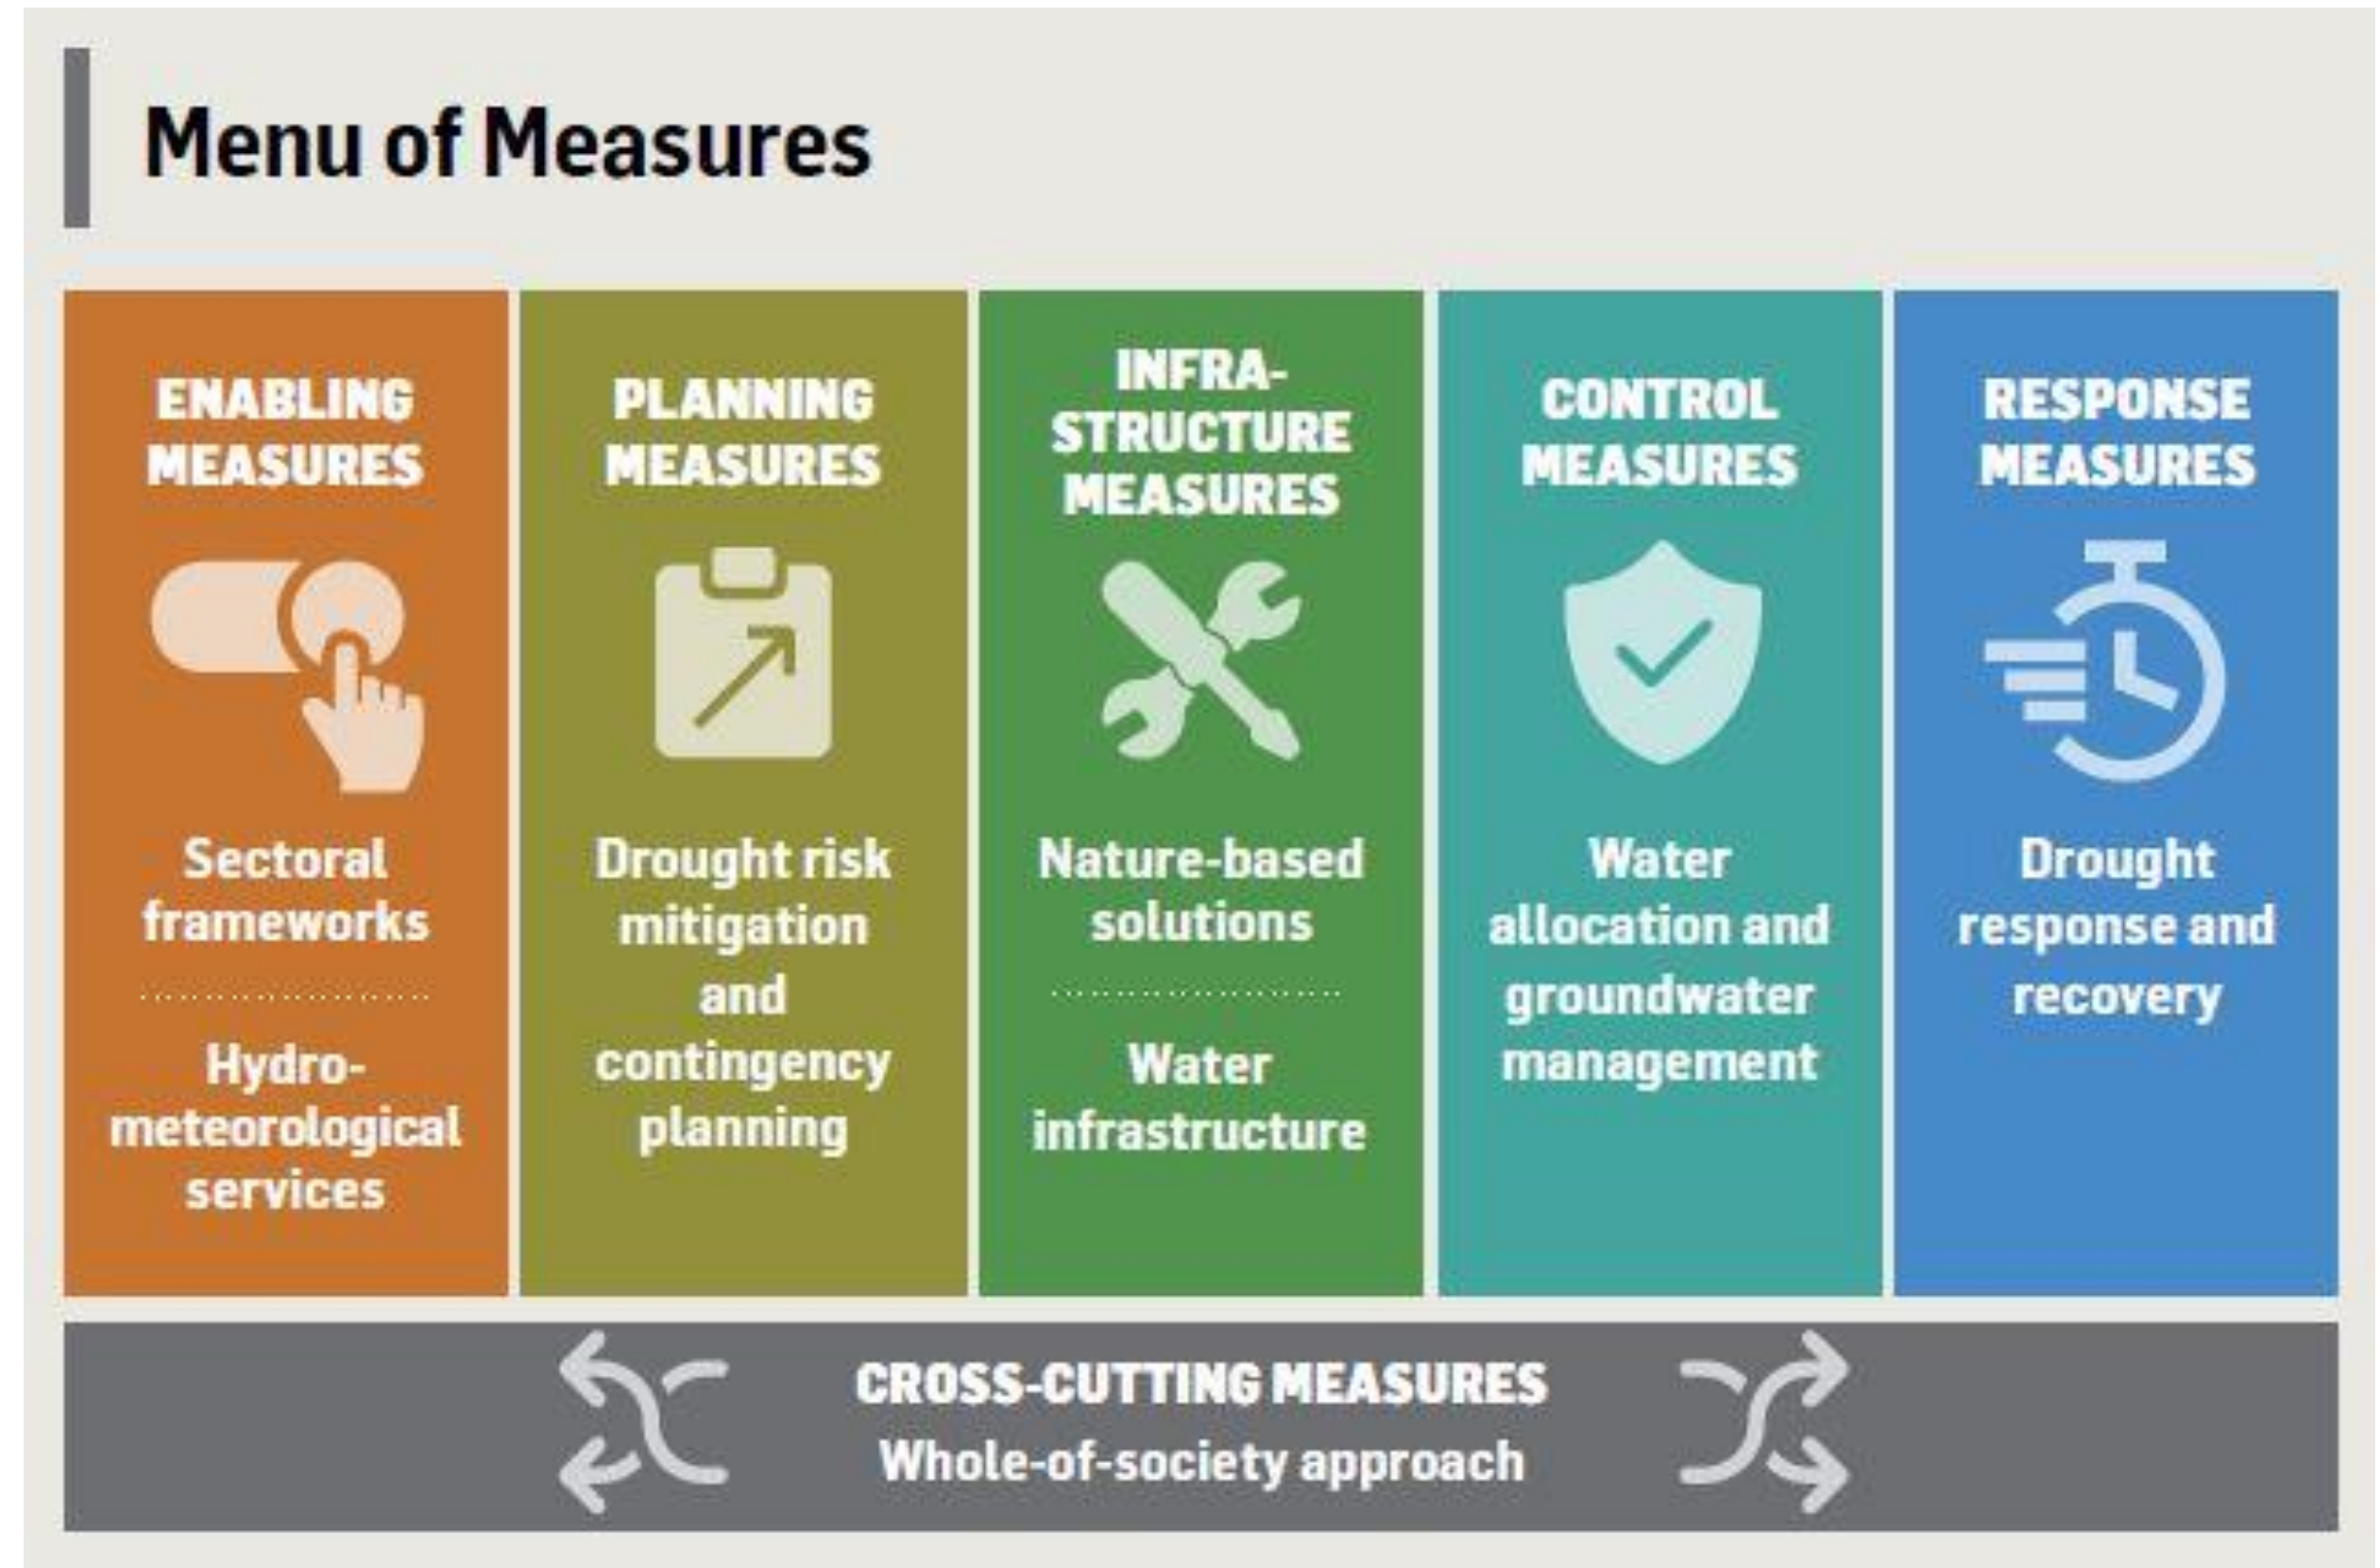 Menu of Measures
ENABLING
MEASURES
Sectoral
frameworks
Hydro-
meteorological
services
PLANNING
MEASURES
Drought risk
mitigation
and
contingency
planning
INFRA-
STRUCTURE
MEASURES
Nature-based
solutions
Water
infrastructure
CONTROL
MEASURES
Water
allocation and
groundwater
management
RESPONSE
MEASURES
Drought
response and
recovery
CROSS-CUTTING MEASURES
Whole-of-society approach